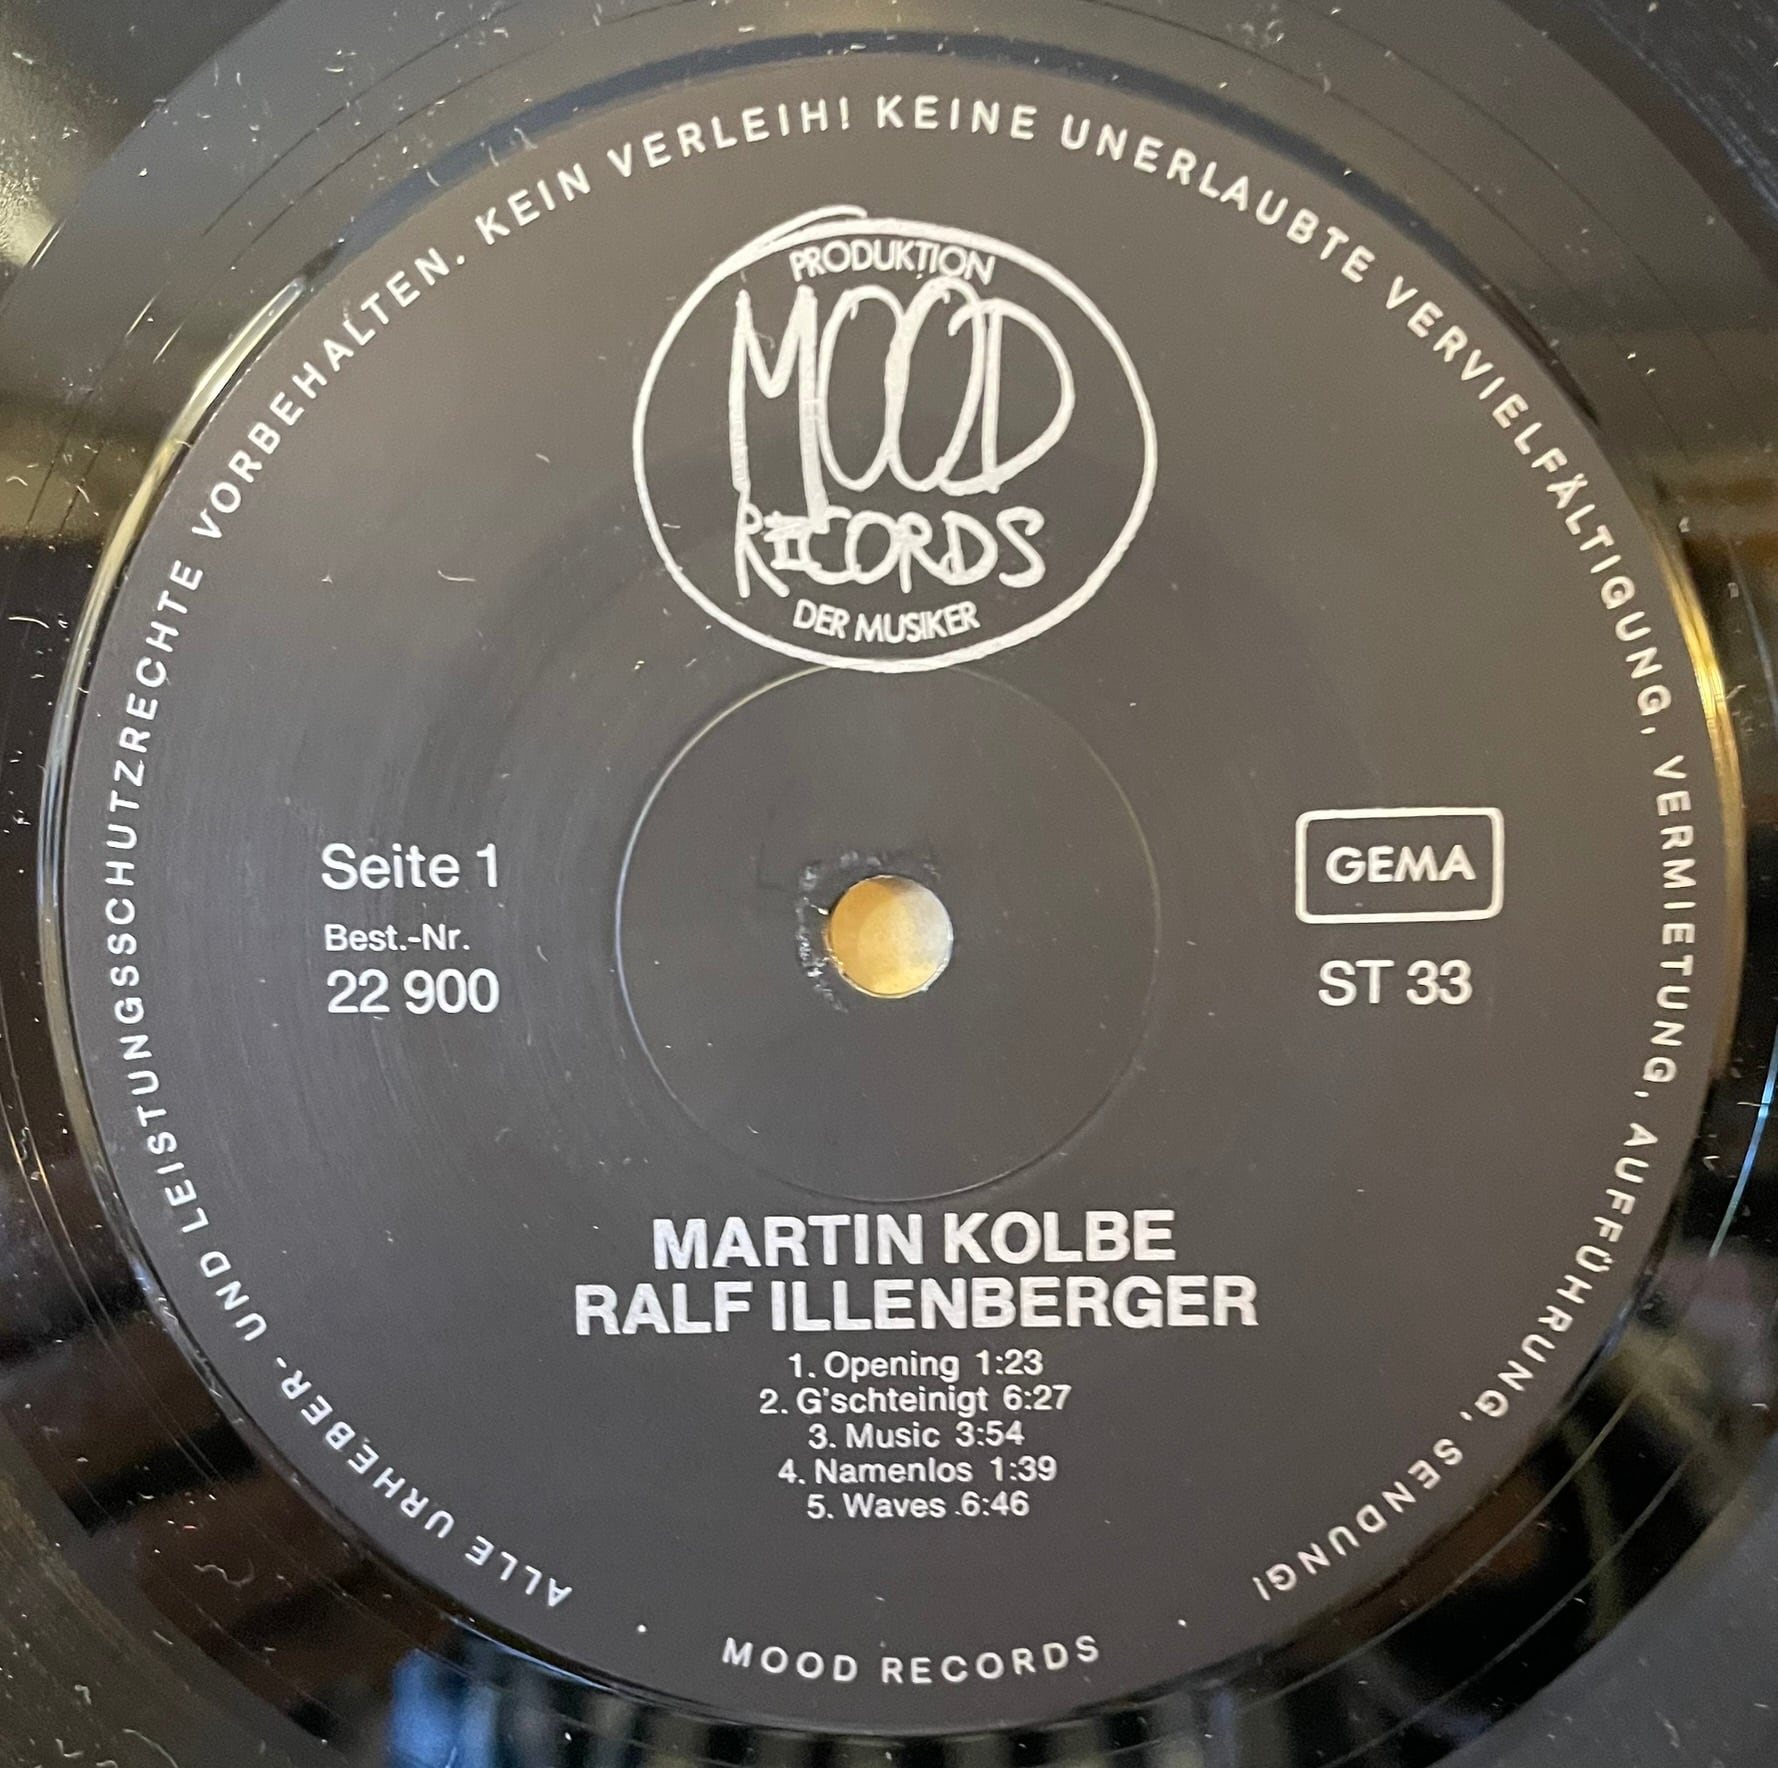 ALLE URHEBER- UND LEISTUNGSSCHUTZRECHTE VORBEHALTEN. KEIN VERLEIH! KEINE UNERLAUBTE VERVIELFÄLTIGUNG, VERMIETUNG, AUFFÜHRUNG, SENDUNG!
PRODUKTION
MOOD
RECORDS
DER MUSIKER
Seite 1
Best.-Nr.
22 900
GEMA
ST 33
MARTIN KOLBE
RALF ILLENBERGER
1. Opening 1:23
2. G'schteinigt 6:27
3. Music 3:54
4. Namenlos 1:39
5. Waves 6:46
· MOOD RECORDS ·